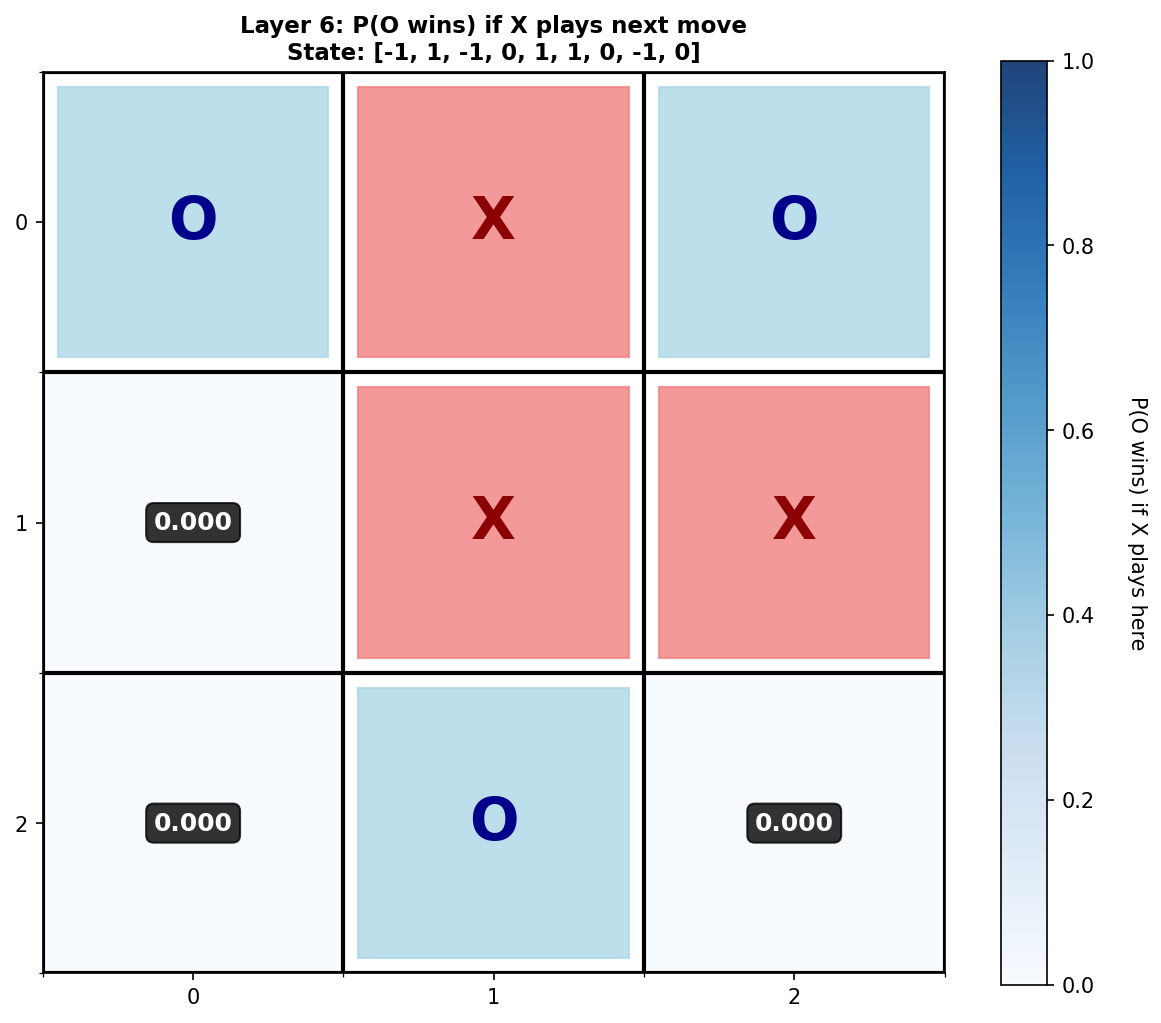 Layer 6: P(O wins) if X plays next move
State: [-1, 1, -1, 0, 1, 1, 0, -1, 0]
O X O
0.000 X X
0.000 O 0.000
0
1
2
0 1 2
1.0
0.8
0.6
0.4
0.2
0.0
P(O wins) if X plays here